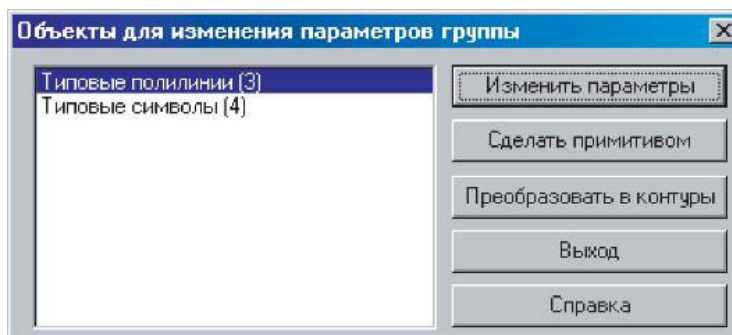 Объекты для изменения параметров группы
Типовые полилинии (3)
Типовые символы (4)
Изменить параметры
Сделать примитивом
Преобразовать в контуры
Выход
Справка